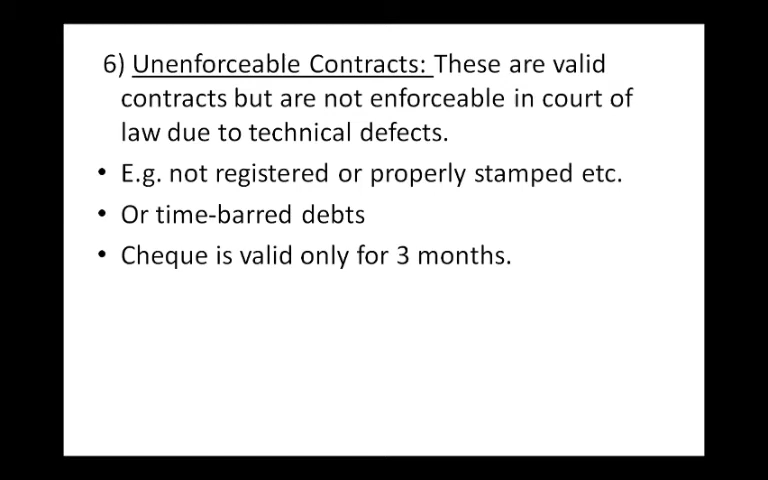 6) Unenforceable Contracts: These are valid
contracts but are not enforceable in court of
law due to technical defects.
• E.g. not registered or properly stamped etc.
• Or time-barred debts
• Cheque is valid only for 3 months.